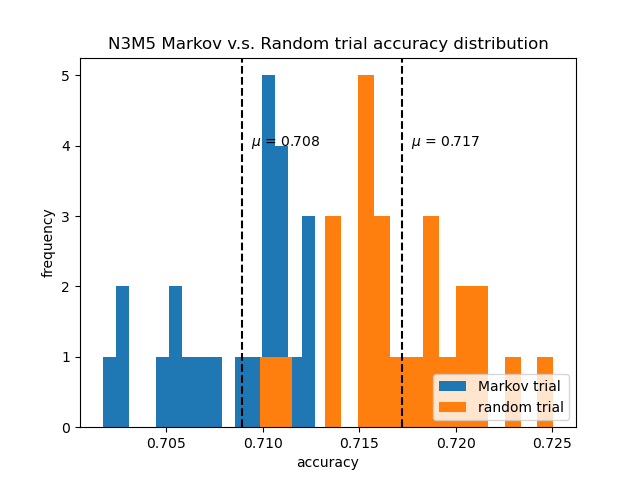 N3M5 Markov v.s. Random trial accuracy distribution
5
4
3
2
1
0
frequency
μ = 0.708
μ = 0.717
Markov trial
random trial
0.705
0.710
0.715
0.720
0.725
accuracy